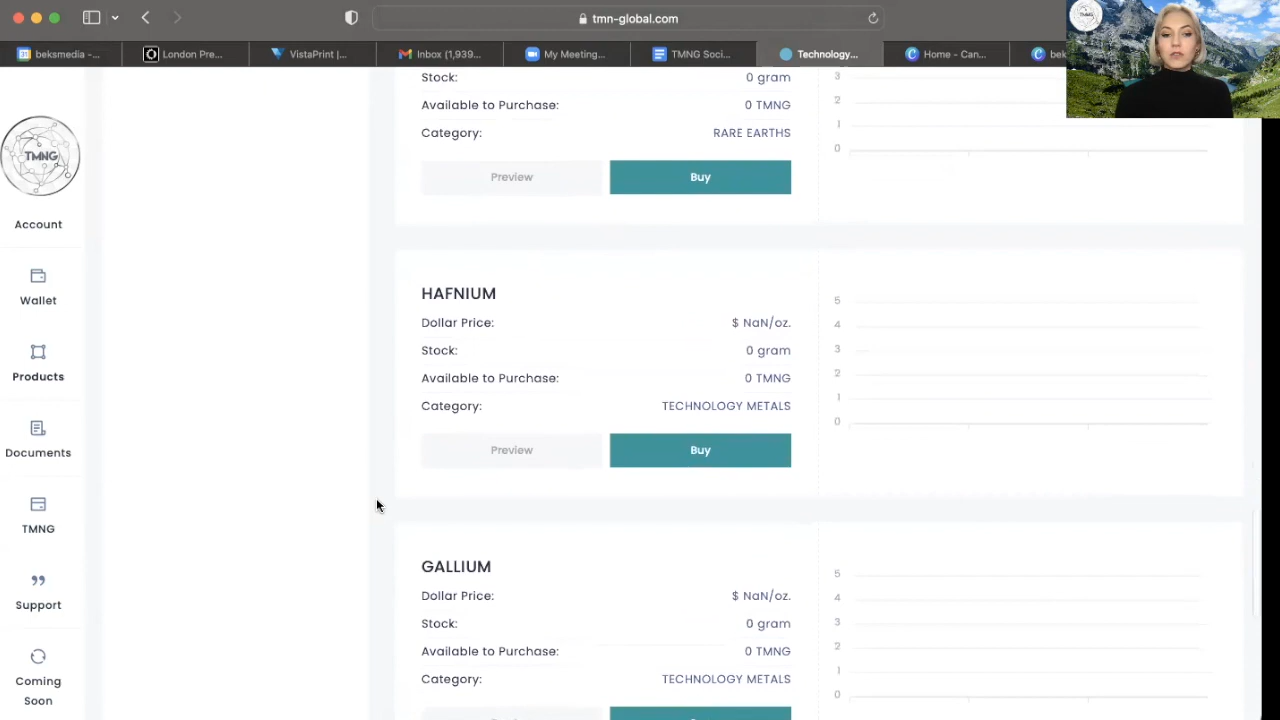 tmn-global.com
beksmedia -...
London Pre...
VistaPrint |...
Inbox (1,939...
My Meeting...
TMNG Soci...
Technology...
Home - Can...
bek
TMNG
TMNG
Account
Wallet
Products
Documents
TMNG
Support
Coming
Soon
Stock: 0 gram
Available to Purchase: 0 TMNG
Category: RARE EARTHS
Preview Buy
3
2
1
0
HAFNIUM
Dollar Price: $ NaN/oz.
Stock: 0 gram
Available to Purchase: 0 TMNG
Category: TECHNOLOGY METALS
Preview Buy
5
4
3
2
1
0
GALLIUM
Dollar Price: $ NaN/oz.
Stock: 0 gram
Available to Purchase: 0 TMNG
Category: TECHNOLOGY METALS
5
4
3
2
1
0